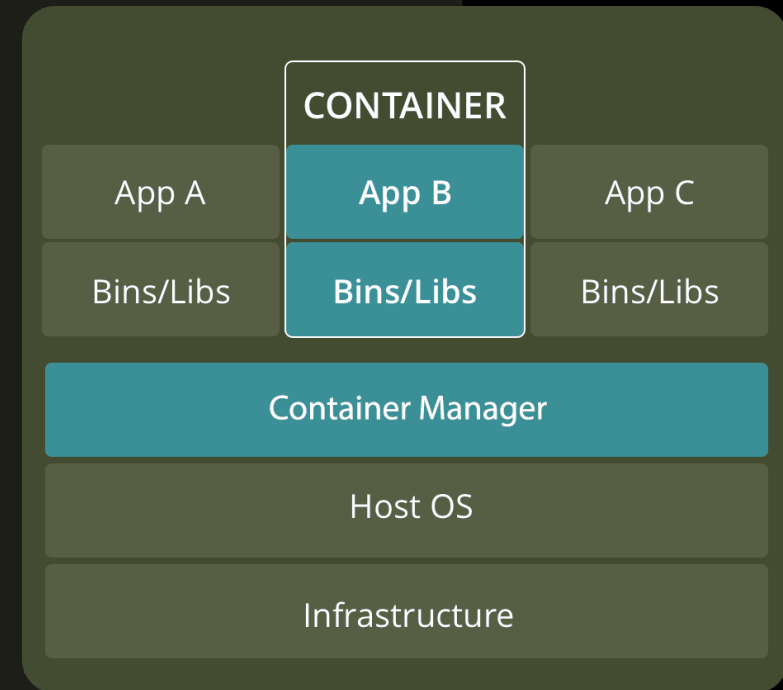 CONTAINER
App A
App B
App C
Bins/Libs
Bins/Libs
Bins/Libs
Container Manager
Host OS
Infrastructure